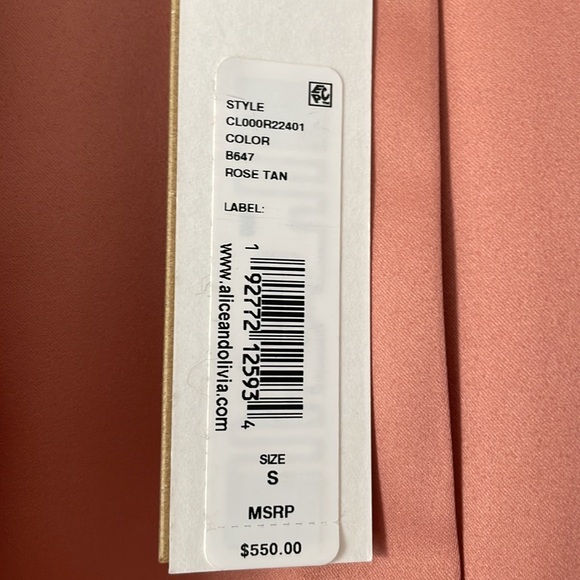 STYLE
CL000R22401
COLOR
B647
ROSE TAN
LABEL:
1 92772 12593 4
www.aliceandolivia.com
SIZE
S
MSRP
$550.00